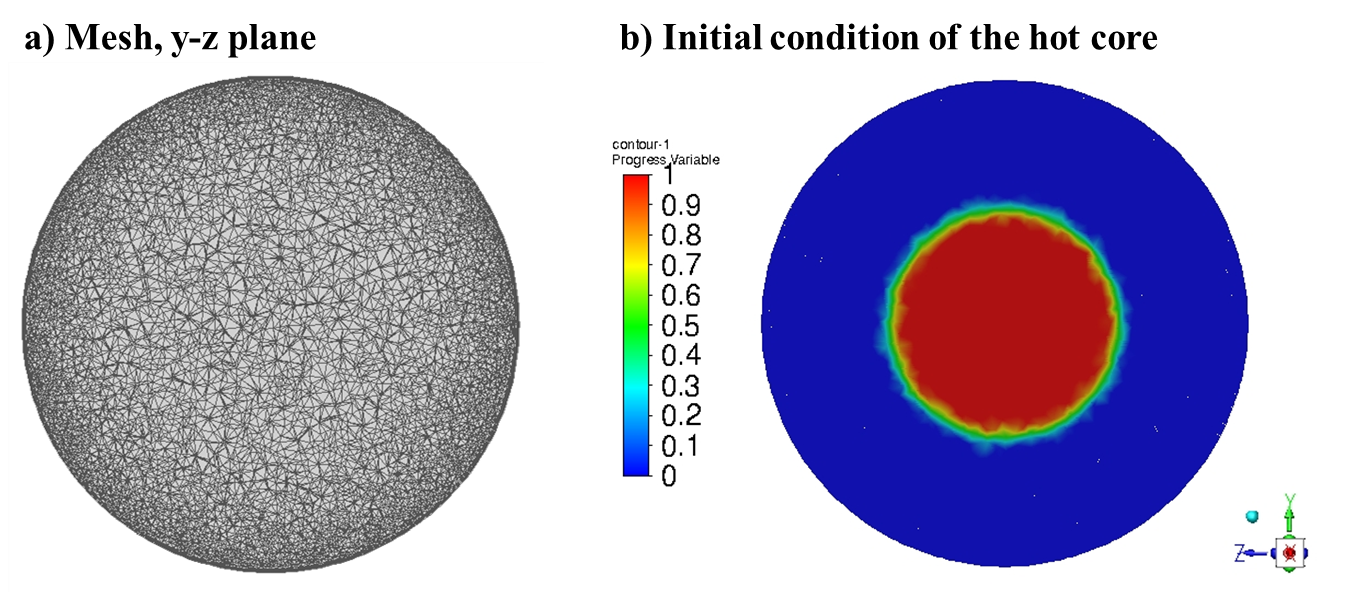 a) Mesh, y-z plane
b) Initial condition of the hot core
contour-1
Progress Variable
1
0.9
0.8
0.7
0.6
0.5
0.4
0.3
0.2
0.1
0
Y
Z
X